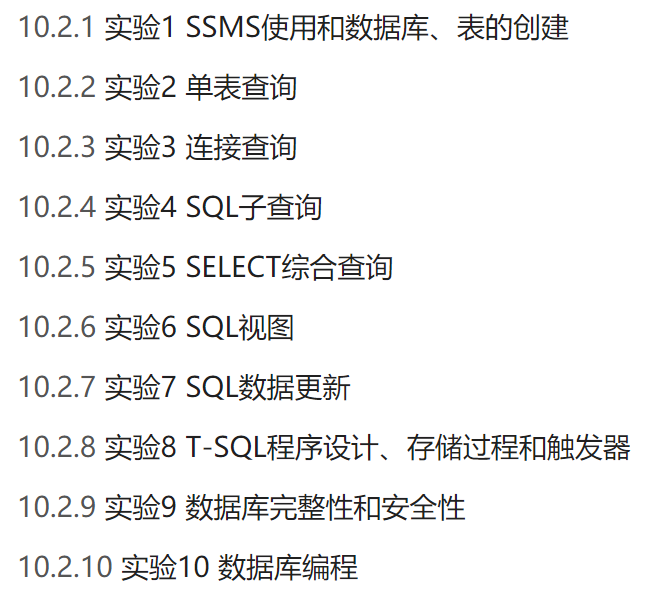 10.2.1 实验1 SSMS使用和数据库、表的创建
10.2.2 实验2 单表查询
10.2.3 实验3 连接查询
10.2.4 实验4 SQL子查询
10.2.5 实验5 SELECT综合查询
10.2.6 实验6 SQL视图
10.2.7 实验7 SQL数据更新
10.2.8 实验8 T-SQL程序设计、存储过程和触发器
10.2.9 实验9 数据库完整性和安全性
10.2.10 实验10 数据库编程